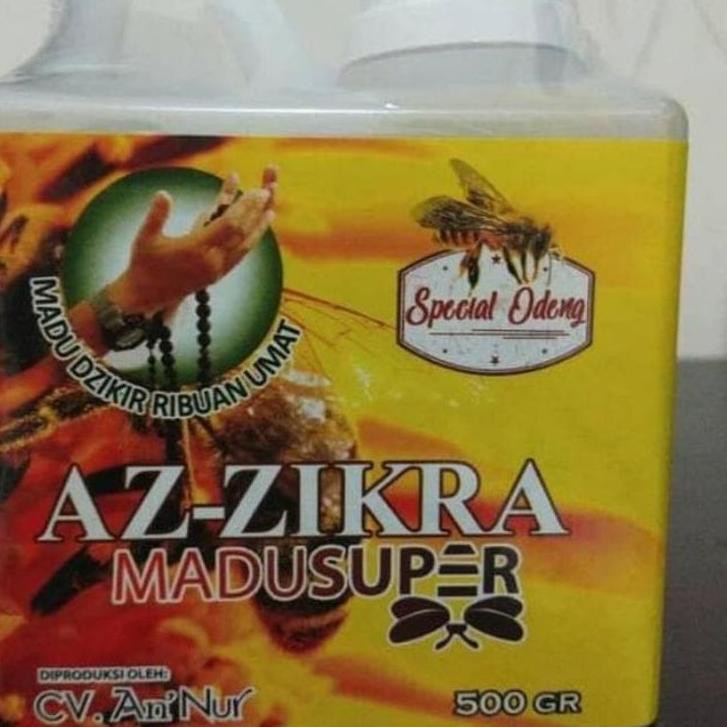 MADU DZIKIR RIBUAN UMAT
Special Odeng
AZ-ZIKRA
MADUSUPER
DIPRODUKSI OLEH:
CV. An'Nur
500 GR